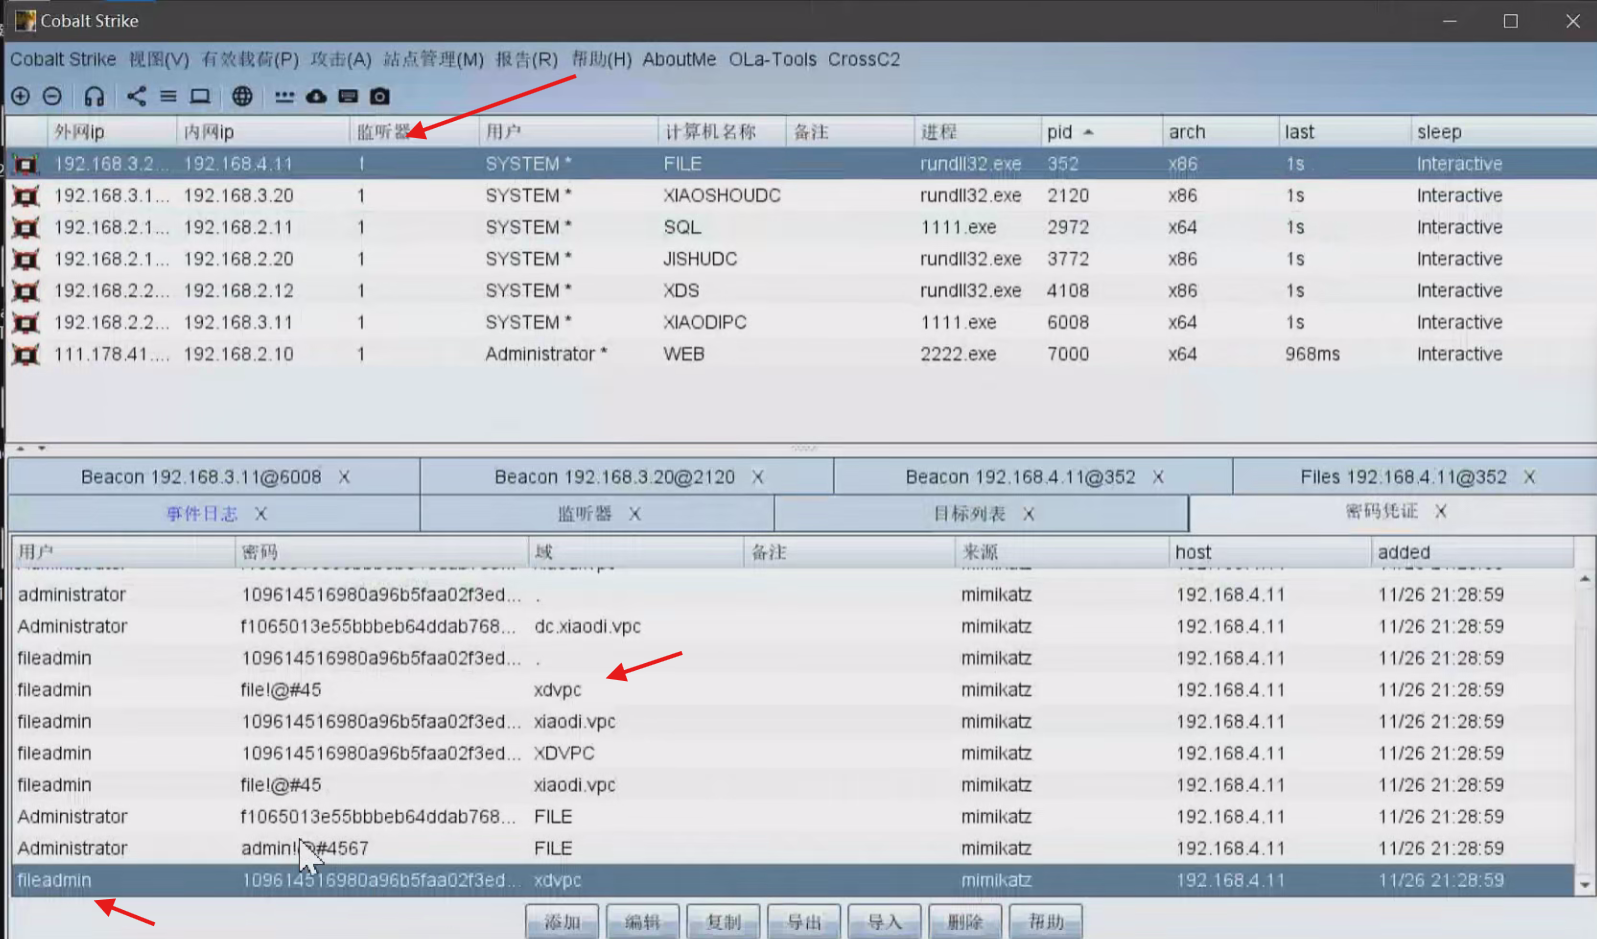 Cobalt Strike
Cobalt Strike 视图(V) 有效载荷(P) 攻击(A) 站点管理(M) 报告(R) 帮助(H) AboutMe OLa-Tools CrossC2
外网ip 内网ip 监听器 用户 计算机名称 备注 进程 pid arch last sleep
192.168.3.2... 192.168.4.11 1 SYSTEM * FILE rundll32.exe 352 x86 1s Interactive
192.168.3.1... 192.168.3.20 1 SYSTEM * XIAOSHOUDC rundll32.exe 2120 x86 1s Interactive
192.168.2.1... 192.168.2.11 1 SYSTEM * SQL 1111.exe 2972 x64 1s Interactive
192.168.2.1... 192.168.2.20 1 SYSTEM * JISHUDC rundll32.exe 3772 x86 1s Interactive
192.168.2.2... 192.168.2.12 1 SYSTEM * XDS rundll32.exe 4108 x86 1s Interactive
192.168.2.2... 192.168.3.11 1 SYSTEM * XIAODIPC 1111.exe 6008 x64 1s Interactive
111.178.41.... 192.168.2.10 1 Administrator * WEB 2222.exe 7000 x64 968ms Interactive
Beacon 192.168.3.11@6008 X Beacon 192.168.3.20@2120 X Beacon 192.168.4.11@352 X Files 192.168.4.11@352 X
事件日志 X 监听器 X 目标列表 X 密码凭证 X
用户 密码 域 备注 来源 host added
administrator 109614516980a96b5faa02f3ed... . mimikatz 192.168.4.11 11/26 21:28:59
Administrator f1065013e55bbbeb64ddab768... dc.xiaodi.vpc mimikatz 192.168.4.11 11/26 21:28:59
fileadmin 109614516980a96b5faa02f3ed... . mimikatz 192.168.4.11 11/26 21:28:59
fileadmin file!@#45 xdvpc mimikatz 192.168.4.11 11/26 21:28:59
fileadmin 109614516980a96b5faa02f3ed... xiaodi.vpc mimikatz 192.168.4.11 11/26 21:28:59
fileadmin 109614516980a96b5faa02f3ed... XDVPC mimikatz 192.168.4.11 11/26 21:28:59
fileadmin file!@#45 xiaodi.vpc mimikatz 192.168.4.11 11/26 21:28:59
Administrator f1065013e55bbbeb64ddab768... FILE mimikatz 192.168.4.11 11/26 21:28:59
Administrator admin!@#4567 FILE mimikatz 192.168.4.11 11/26 21:28:59
fileadmin 109614516980a96b5faa02f3ed... xdvpc mimikatz 192.168.4.11 11/26 21:28:59
添加 编辑 复制 导出 导入 删除 帮助